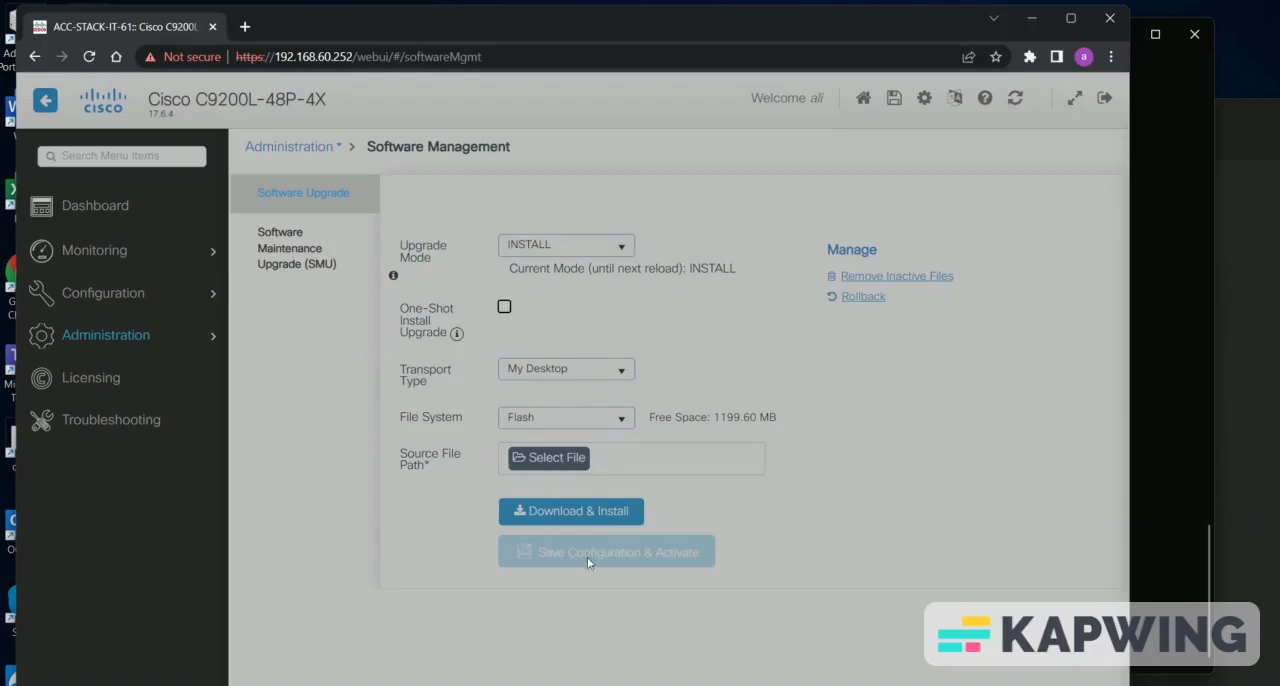 ACC-STACK-IT-61:: Cisco C9200L
Not secure | https://192.168.60.252/webui/#/softwareMgmt
a
CISCO
Cisco C9200L-48P-4X
17.6.4
Welcome ali
Search Menu Items
Dashboard
Monitoring
Configuration
Administration
Licensing
Troubleshooting
Administration > Software Management
Software Upgrade
Software
Maintenance
Upgrade (SMU)
Upgrade
Mode
INSTALL
Current Mode (until next reload): INSTALL
One-Shot
Install
Upgrade
Transport
Type
My Desktop
File System
Flash
Free Space: 1199.60 MB
Source File
Path*
Select File
Download & Install
Save Configuration & Activate
Manage
Remove Inactive Files
Rollback
KAPWING